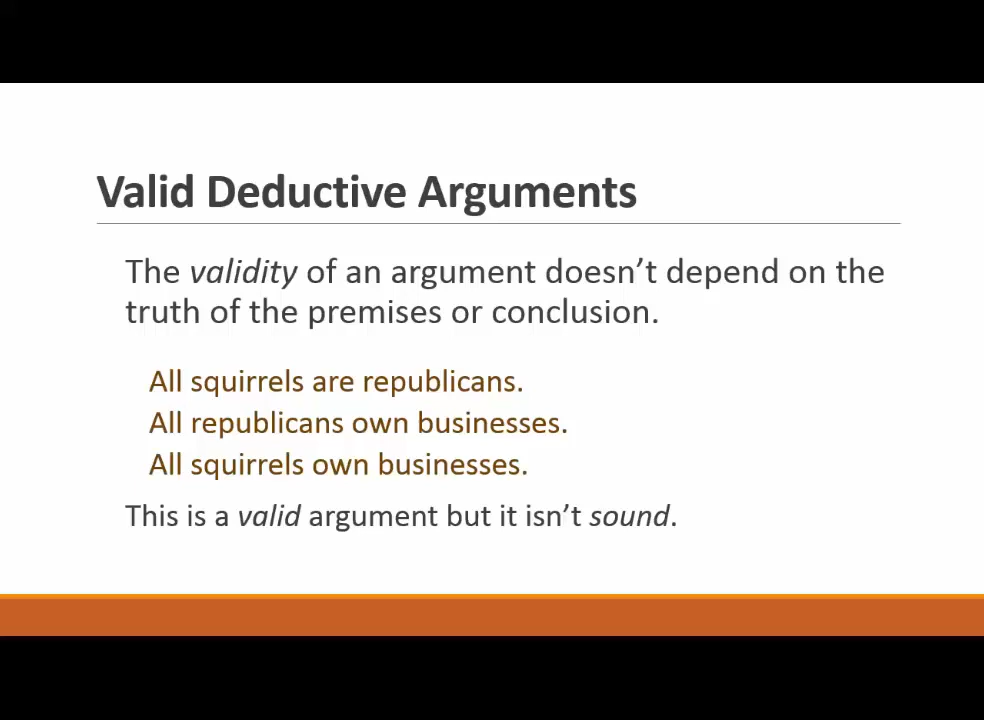 Valid Deductive Arguments
The validity of an argument doesn’t depend on the
truth of the premises or conclusion.
All squirrels are republicans.
All republicans own businesses.
All squirrels own businesses.
This is a valid argument but it isn’t sound.